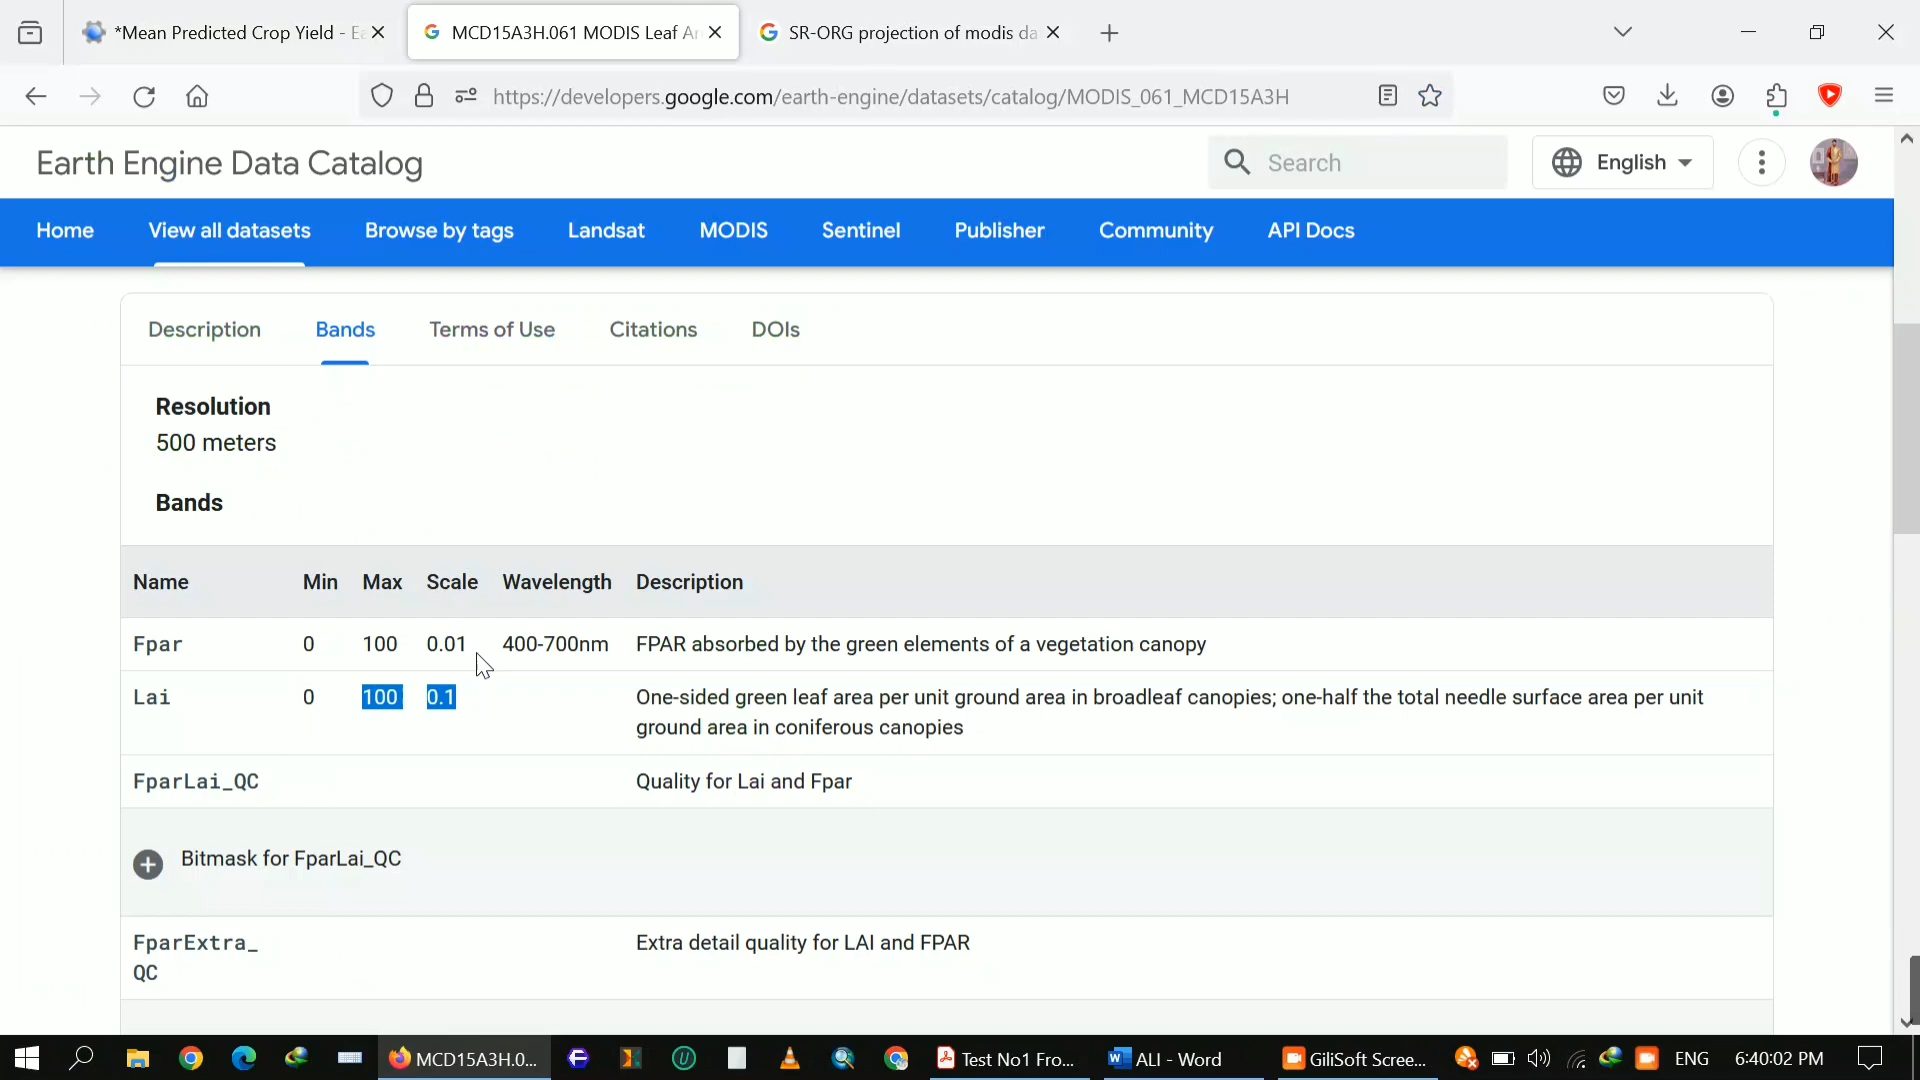 *Mean Predicted Crop Yield - Ea
MCD15A3H.061 MODIS Leaf Ar
SR-ORG projection of modis da
https://developers.google.com/earth-engine/datasets/catalog/MODIS_061_MCD15A3H
Earth Engine Data Catalog
Search
English
Home View all datasets Browse by tags Landsat MODIS Sentinel Publisher Community API Docs
Description Bands Terms of Use Citations DOIs
Resolution
500 meters
Bands
Name Min Max Scale Wavelength Description
Fpar 0 100 0.01 400-700nm FPAR absorbed by the green elements of a vegetation canopy
Lai 0 100 0.1 One-sided green leaf area per unit ground area in broadleaf canopies; one-half the total needle surface area per unit
ground area in coniferous canopies
FparLai_QC Quality for Lai and Fpar
Bitmask for FparLai_QC
FparExtra_ Extra detail quality for LAI and FPAR
QC
MCD15A3H.0... Test No1 Fro... ALI - Word GiliSoft Scree... ENG 6:40:02 PM